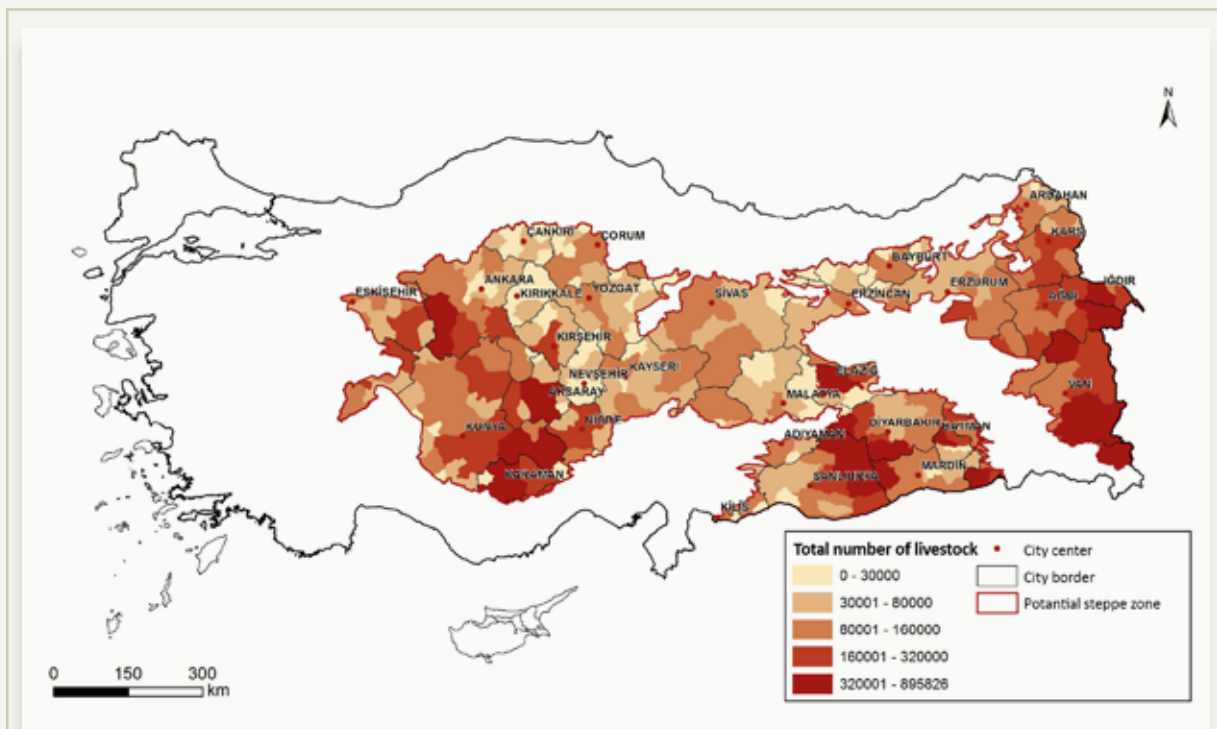 N
ARDAHAN
KARS
ÇANKIRI
ÇORUM
BAYBURT
ANKARA
ESKİŞEHİR
KIRIKKALE
YOZGAT
SİVAS
ERZİNCAN
ERZURUM
AĞRI
IĞDIR
KIRŞEHİR
NEVŞEHİR
KAYSERİ
AKSARAY
ELAZIĞ
MALATYA
VAN
KONYA
NİĞDE
ADIYAMAN
DİYARBAKIR
BATMAN
KARAMAN
ŞANLIURFA
MARDİN
KİLİS
Total number of livestock
0 - 30000
30001 - 80000
80001 - 160000
160001 - 320000
320001 - 895826
City center
City border
Potantial steppe zone
0 150 300
km